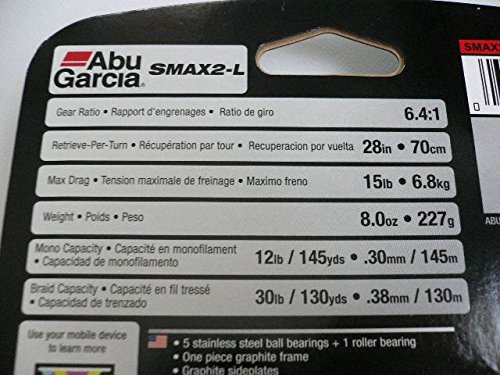 Abu
Garcia® SMAX2-L
Gear Ratio • Rapport d'engrenages • Ratio de giro 6.4:1
Retrieve-Per-Turn • Récupération par tour • Recuperacion por vuelta 28in • 70cm
Max Drag • Tension maximale de freinage • Maximo freno 15lb • 6.8kg
Weight • Poids • Peso 8.0oz • 227g
Mono Capacity • Capacité en monofilament
• Capacidad de monofilamento 12lb / 145yds • .30mm / 145m
Braid Capacity • Capacité en fil tressé
• Capacidad de trenzado 30lb / 130yds • .38mm / 130m
Use your mobile device
to learn more
• 5 stainless steel ball bearings + 1 roller bearing
• One piece graphite frame
• Graphite sideplates
SMAX
0
ABU